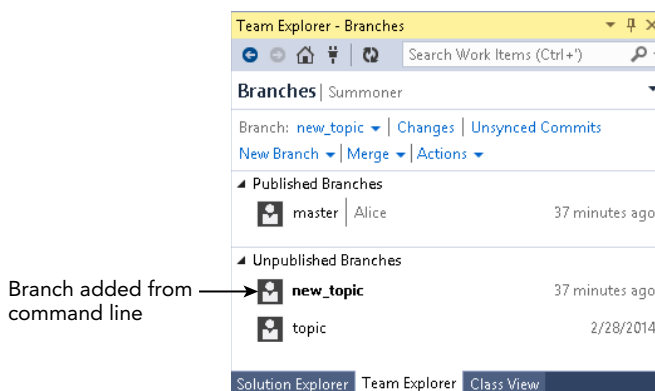 Team Explorer - Branches
Search Work Items (Ctrl+')
Branches | Summoner
Branch: new_topic | Changes | Unsynced Commits
New Branch | Merge | Actions
Published Branches
master | Alice 37 minutes ago
Unpublished Branches
Branch added from
command line
new_topic 37 minutes ago
topic 2/28/2014
Solution Explorer Team Explorer Class View